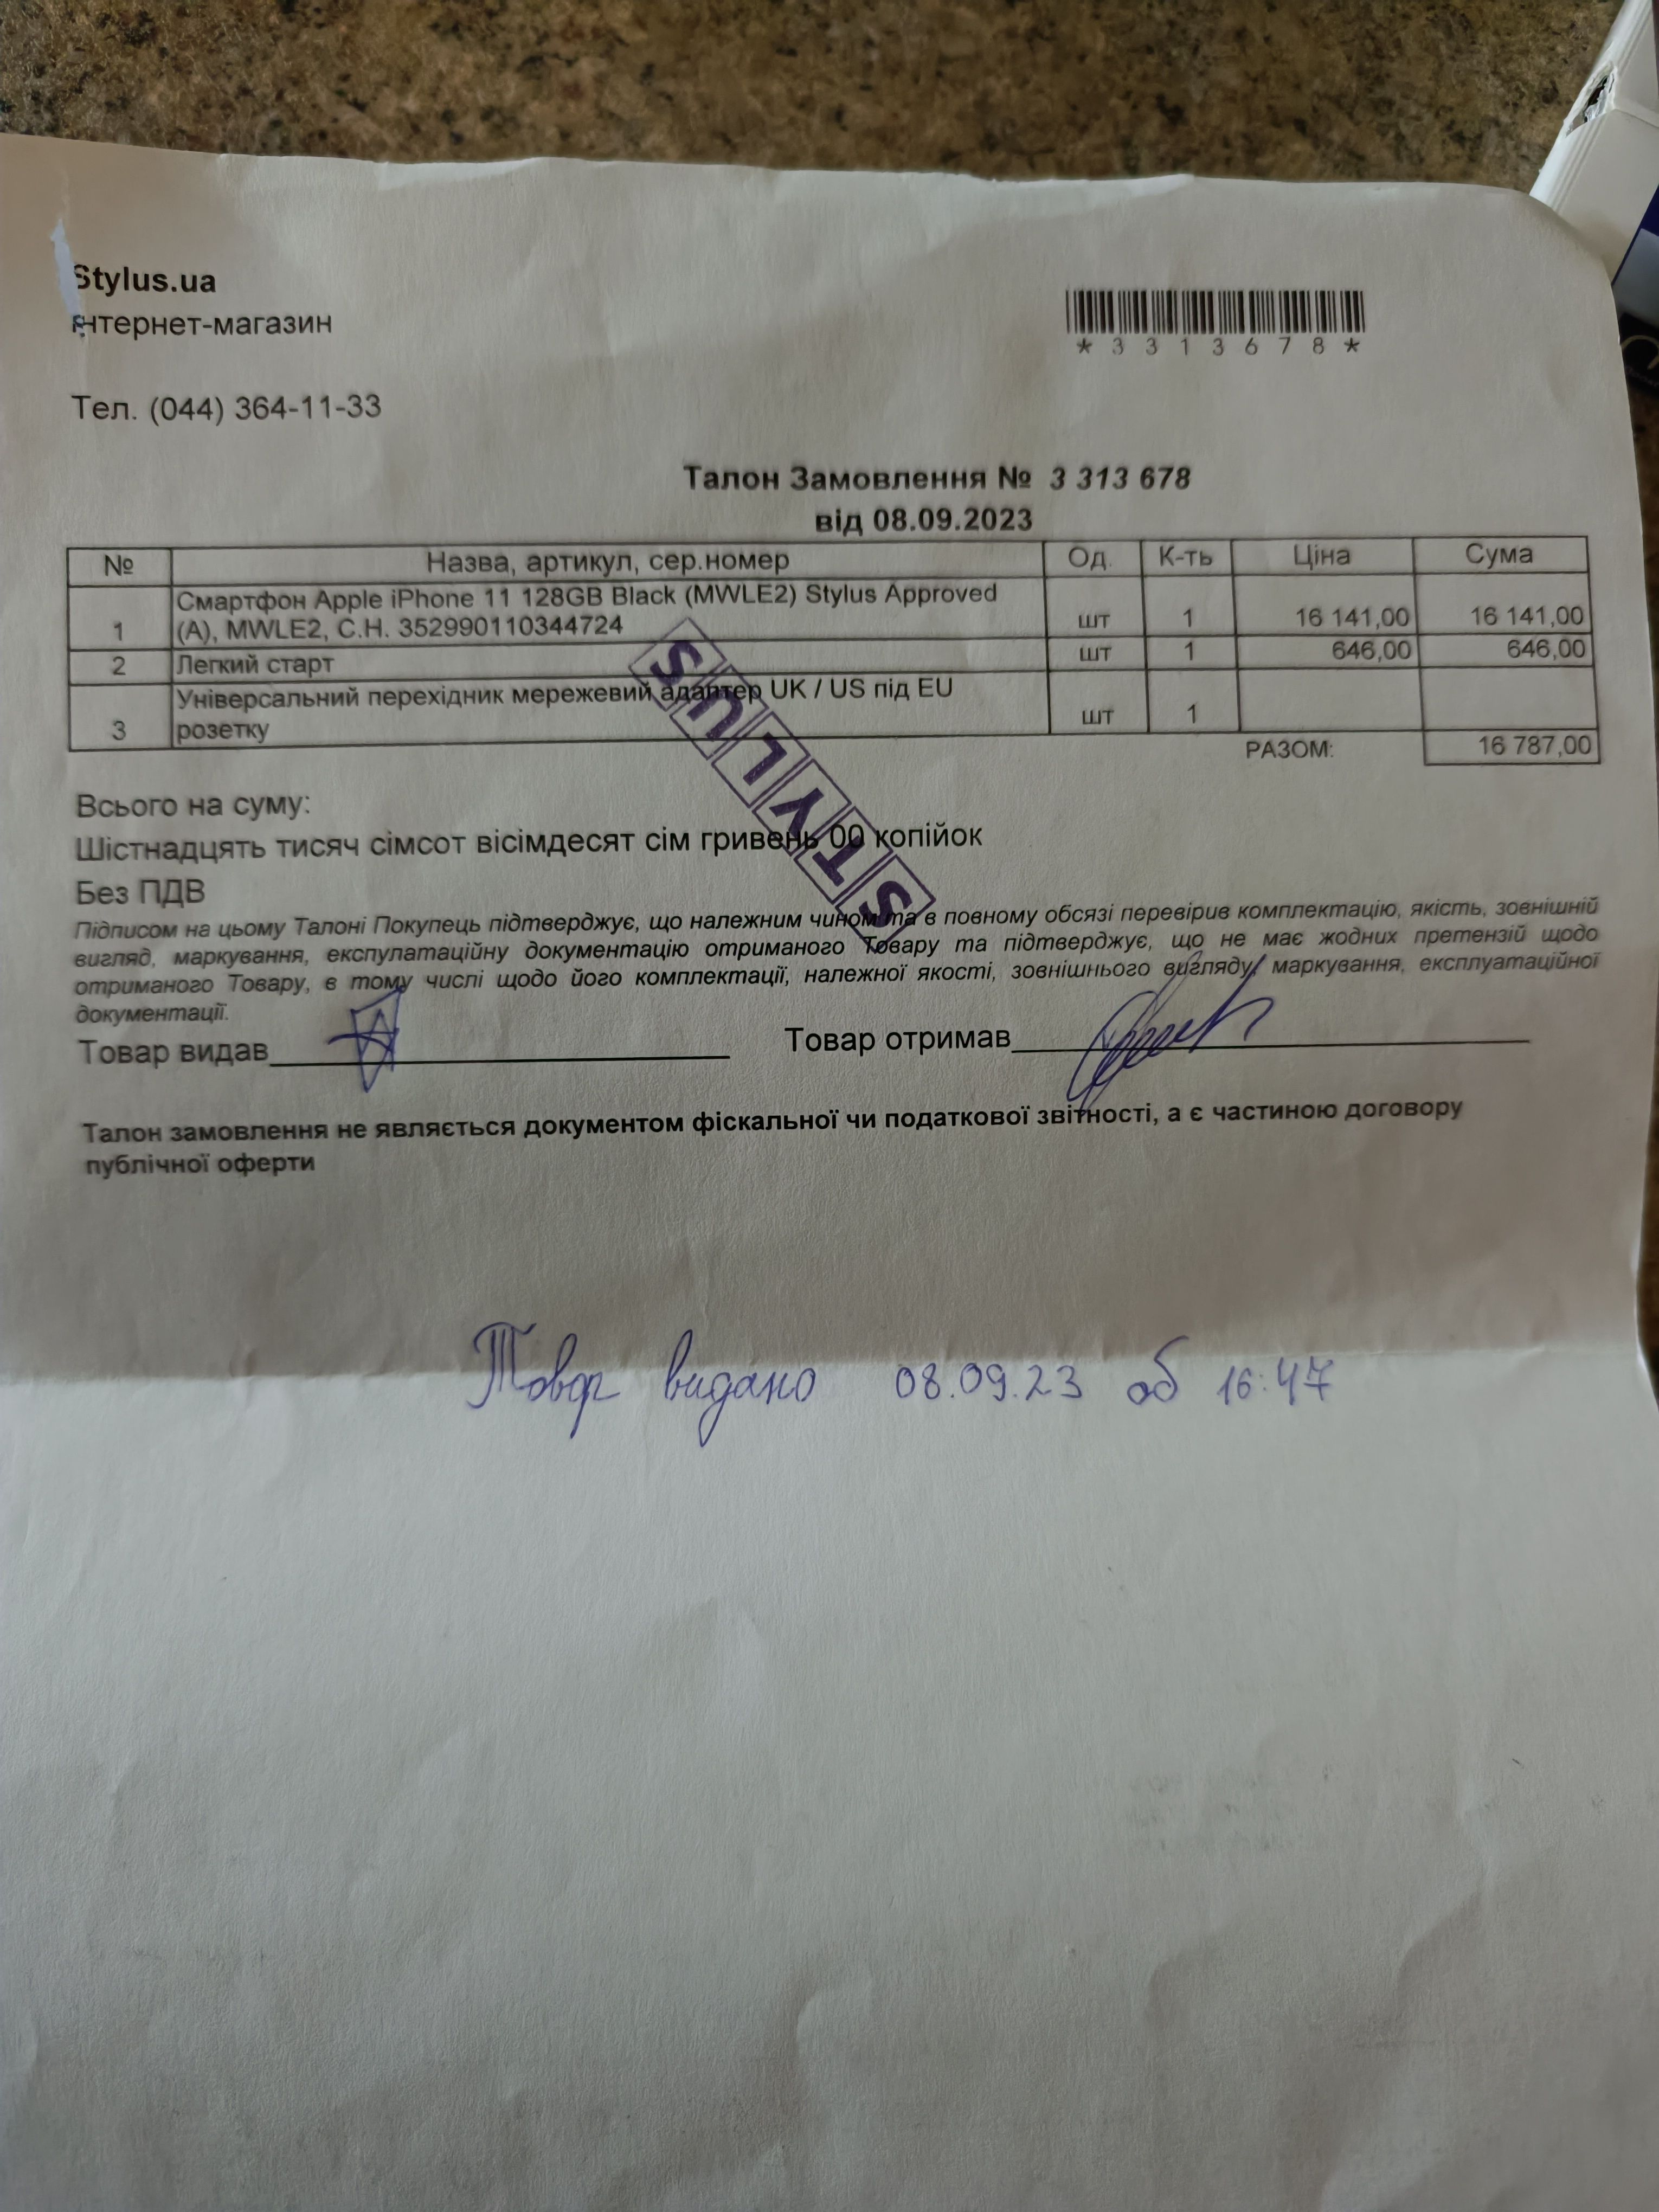 Stylus.ua
Інтернет-магазин
*3313678*
Тел. (044) 364-11-33
Талон Замовлення № 3 313 678
від 08.09.2023
№ Назва, артикул, сер.номер Од. К-ть Ціна Сума
1 Смартфон Apple iPhone 11 128GB Black (MWLE2) Stylus Approved
(A), MWLE2, С.Н. 352990110344724 шт 1 16 141,00 16 141,00
2 Легкий старт шт 1 646,00 646,00
3 Універсальний перехідник мережевий адаптер UK / US під EU
розетку шт 1
РАЗОМ: 16 787,00
STYLUS
Всього на суму:
Шістнадцять тисяч сімсот вісімдесят сім гривень 00 копійок
Без ПДВ
Підписом на цьому Талоні Покупець підтверджує, що належним чином та в повному обсязі перевірив комплектацію, якість, зовнішній
вигляд, маркування, експулатаційну документацію отриманого Товару та підтверджує, що не має жодних претензій щодо
отриманого Товару, в тому числі щодо його комплектації, належної якості, зовнішнього вигляду, маркування, експлуатаційної
документації.
Товар видав Товар отримав
Талон замовлення не являється документом фіскальної чи податкової звітності, а є частиною договору
публічної оферти
Товар видано 08.09.23 об 16:47